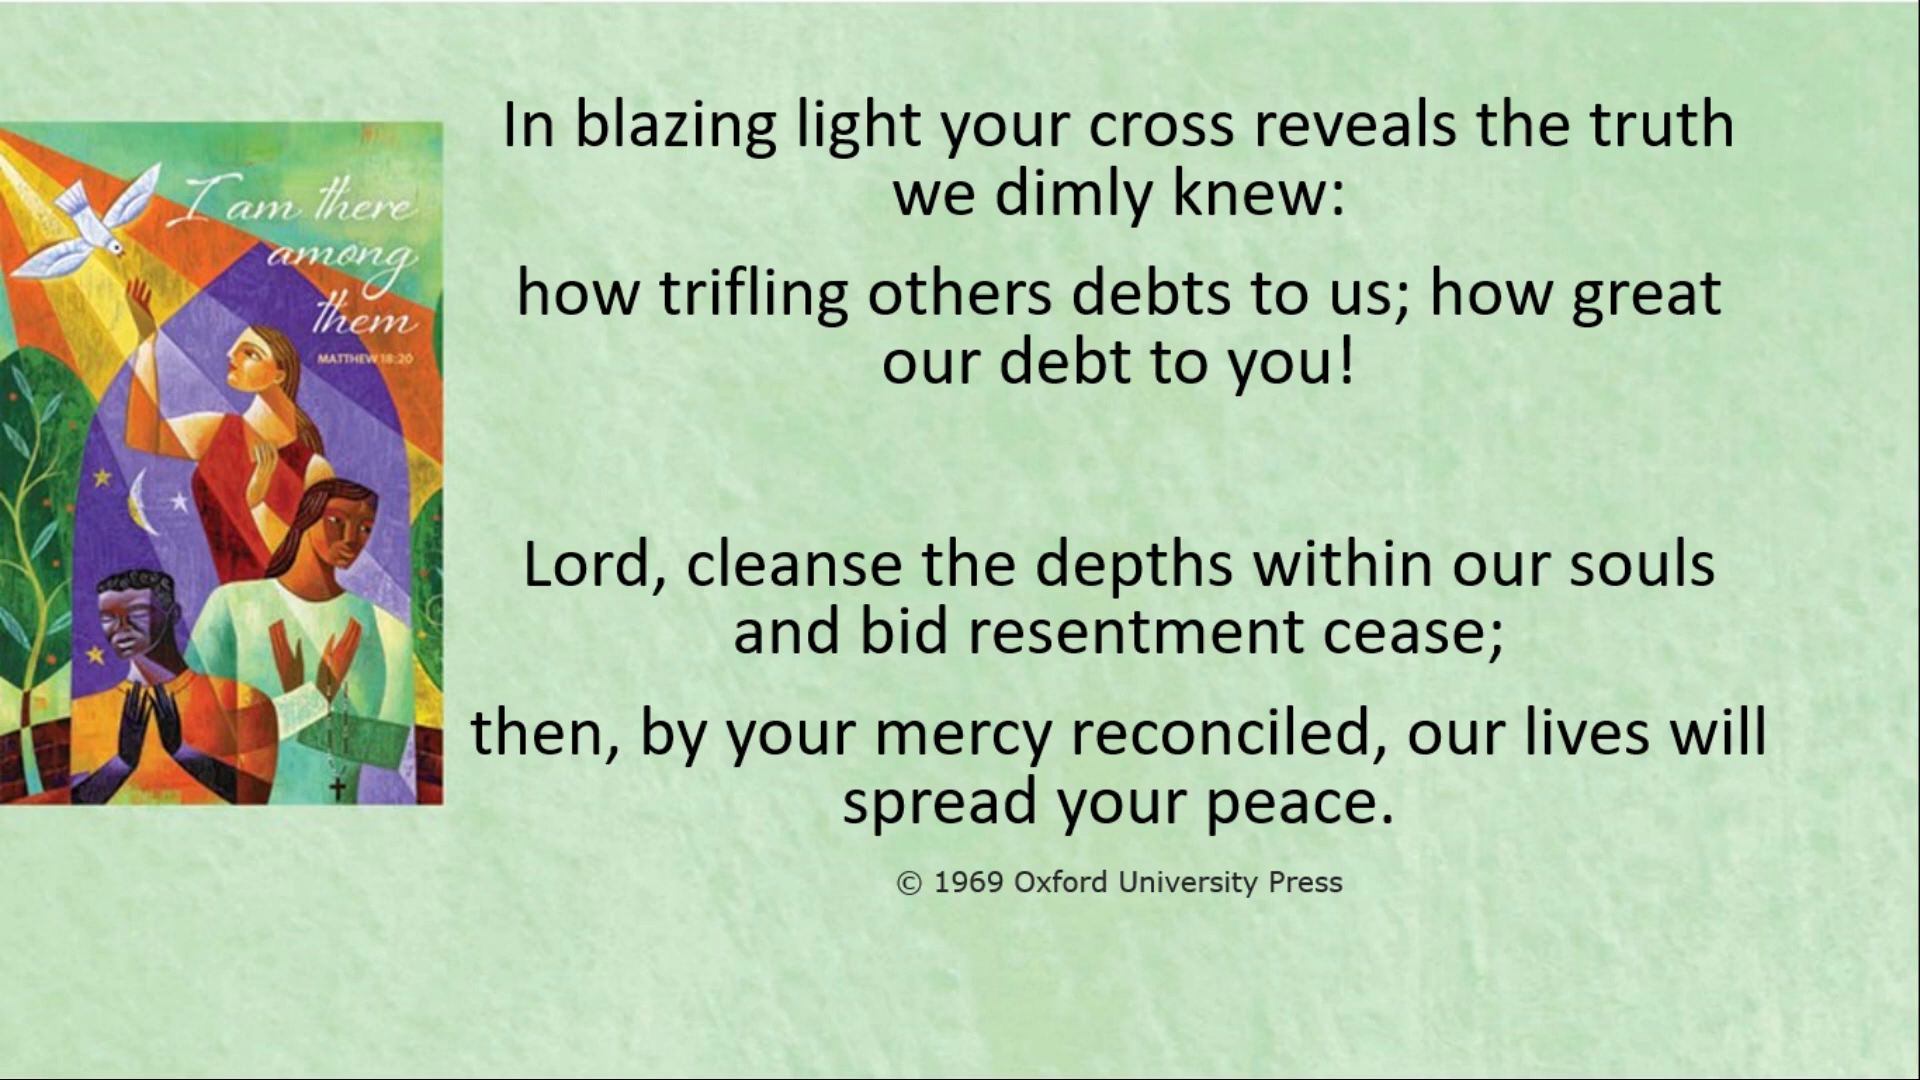 I am there
among
them
MATTHEW 18:20
In blazing light your cross reveals the truth
we dimly knew:
how trifling others debts to us; how great
our debt to you!
Lord, cleanse the depths within our souls
and bid resentment cease;
then, by your mercy reconciled, our lives will
spread your peace.
© 1969 Oxford University Press